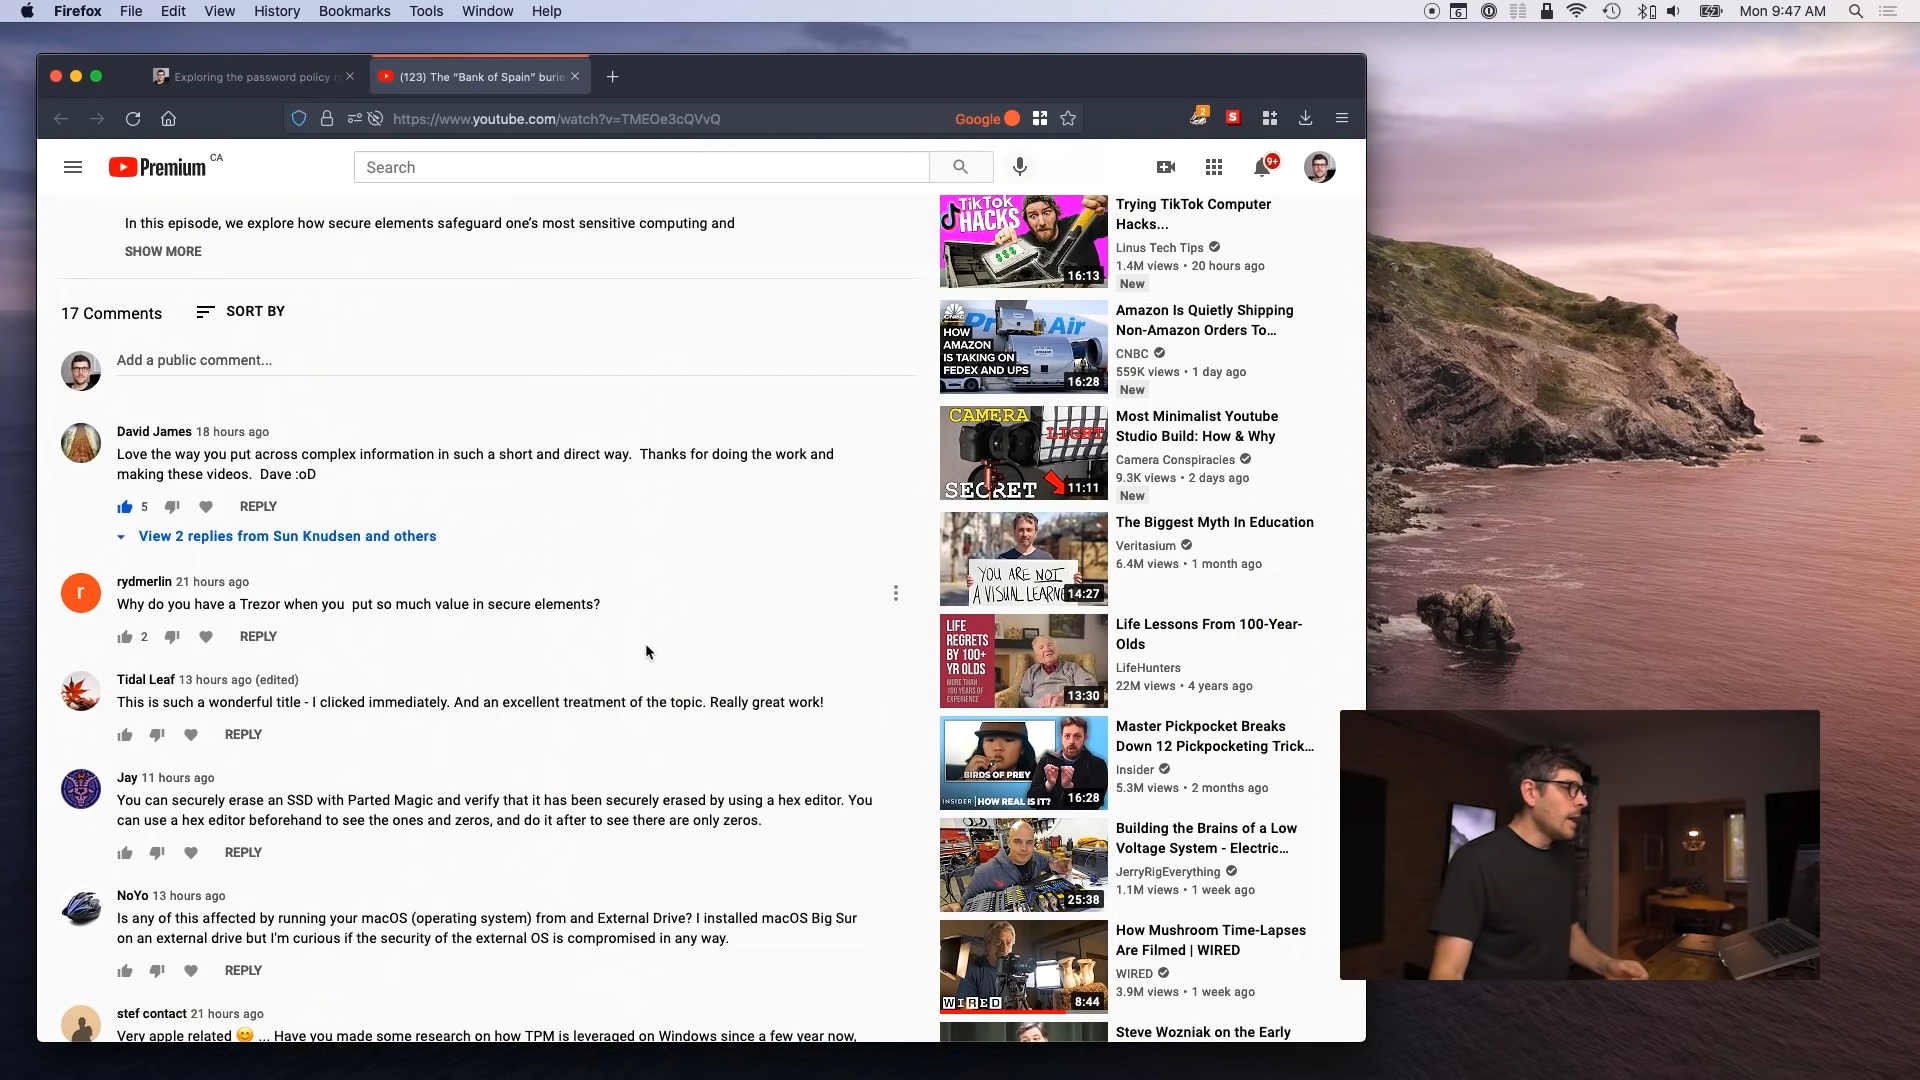 Firefox File Edit View History Bookmarks Tools Window Help
6
Mon 9:47 AM
Exploring the password policy
(123) The “Bank of Spain” burie
https://www.youtube.com/watch?v=TMEOe3cQVvQ
Google
2
S
Premium CA
Search
9+
In this episode, we explore how secure elements safeguard one’s most sensitive computing and
SHOW MORE
17 Comments
SORT BY
Add a public comment...
David James 18 hours ago
Love the way you put across complex information in such a short and direct way. Thanks for doing the work and
making these videos. Dave :oD
5
REPLY
View 2 replies from Sun Knudsen and others
r
rydmerlin 21 hours ago
Why do you have a Trezor when you put so much value in secure elements?
2
REPLY
Tidal Leaf 13 hours ago (edited)
This is such a wonderful title - I clicked immediately. And an excellent treatment of the topic. Really great work!
REPLY
Jay 11 hours ago
You can securely erase an SSD with Parted Magic and verify that it has been securely erased by using a hex editor. You
can use a hex editor beforehand to see the ones and zeros, and do it after to see there are only zeros.
REPLY
NoYo 13 hours ago
Is any of this affected by running your macOS (operating system) from and External Drive? I installed macOS Big Sur
on an external drive but I'm curious if the security of the external OS is compromised in any way.
REPLY
stef contact 21 hours ago
Very apple related 😊 ... Have you made some research on how TPM is leveraged on Windows since a few year now,
TikTok
HACKS
$$$
16:13
Trying TikTok Computer
Hacks...
Linus Tech Tips
1.4M views • 20 hours ago
New
CNBC
Air
HOW
AMAZON
IS TAKING ON
FEDEX AND UPS
16:28
Amazon Is Quietly Shipping
Non-Amazon Orders To...
CNBC
559K views • 1 day ago
New
CAMERA
LIGHT
SECRET
11:11
Most Minimalist Youtube
Studio Build: How & Why
Camera Conspiracies
9.3K views • 2 days ago
New
YOU ARE NOT
A VISUAL LEARNE
14:27
The Biggest Myth In Education
Veritasium
6.4M views • 1 month ago
LIFE
REGRETS
BY 100+
YR OLDS
MORE THAN
100 YEARS OF
EXPERIENCE
13:30
Life Lessons From 100-Year-
Olds
LifeHunters
22M views • 4 years ago
BIRDS OF PREY
INSIDER | HOW REAL IS IT?
16:28
Master Pickpocket Breaks
Down 12 Pickpocketing Trick...
Insider
5.3M views • 2 months ago
25:38
Building the Brains of a Low
Voltage System - Electric...
JerryRigEverything
1.1M views • 1 week ago
WIRED
8:44
How Mushroom Time-Lapses
Are Filmed | WIRED
WIRED
3.9M views • 1 week ago
Steve Wozniak on the Early